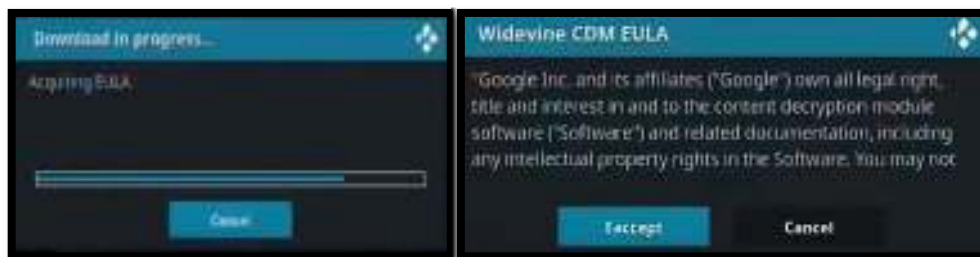 Download in progress...
Acquiring EULA
Cancel
Widevine CDM EULA
"Google Inc. and its affiliates ("Google") own all legal right,
title and interest in and to the content decryption module
software ("Software") and related documentation, including
any intellectual property rights in the Software. You may not
I accept
Cancel